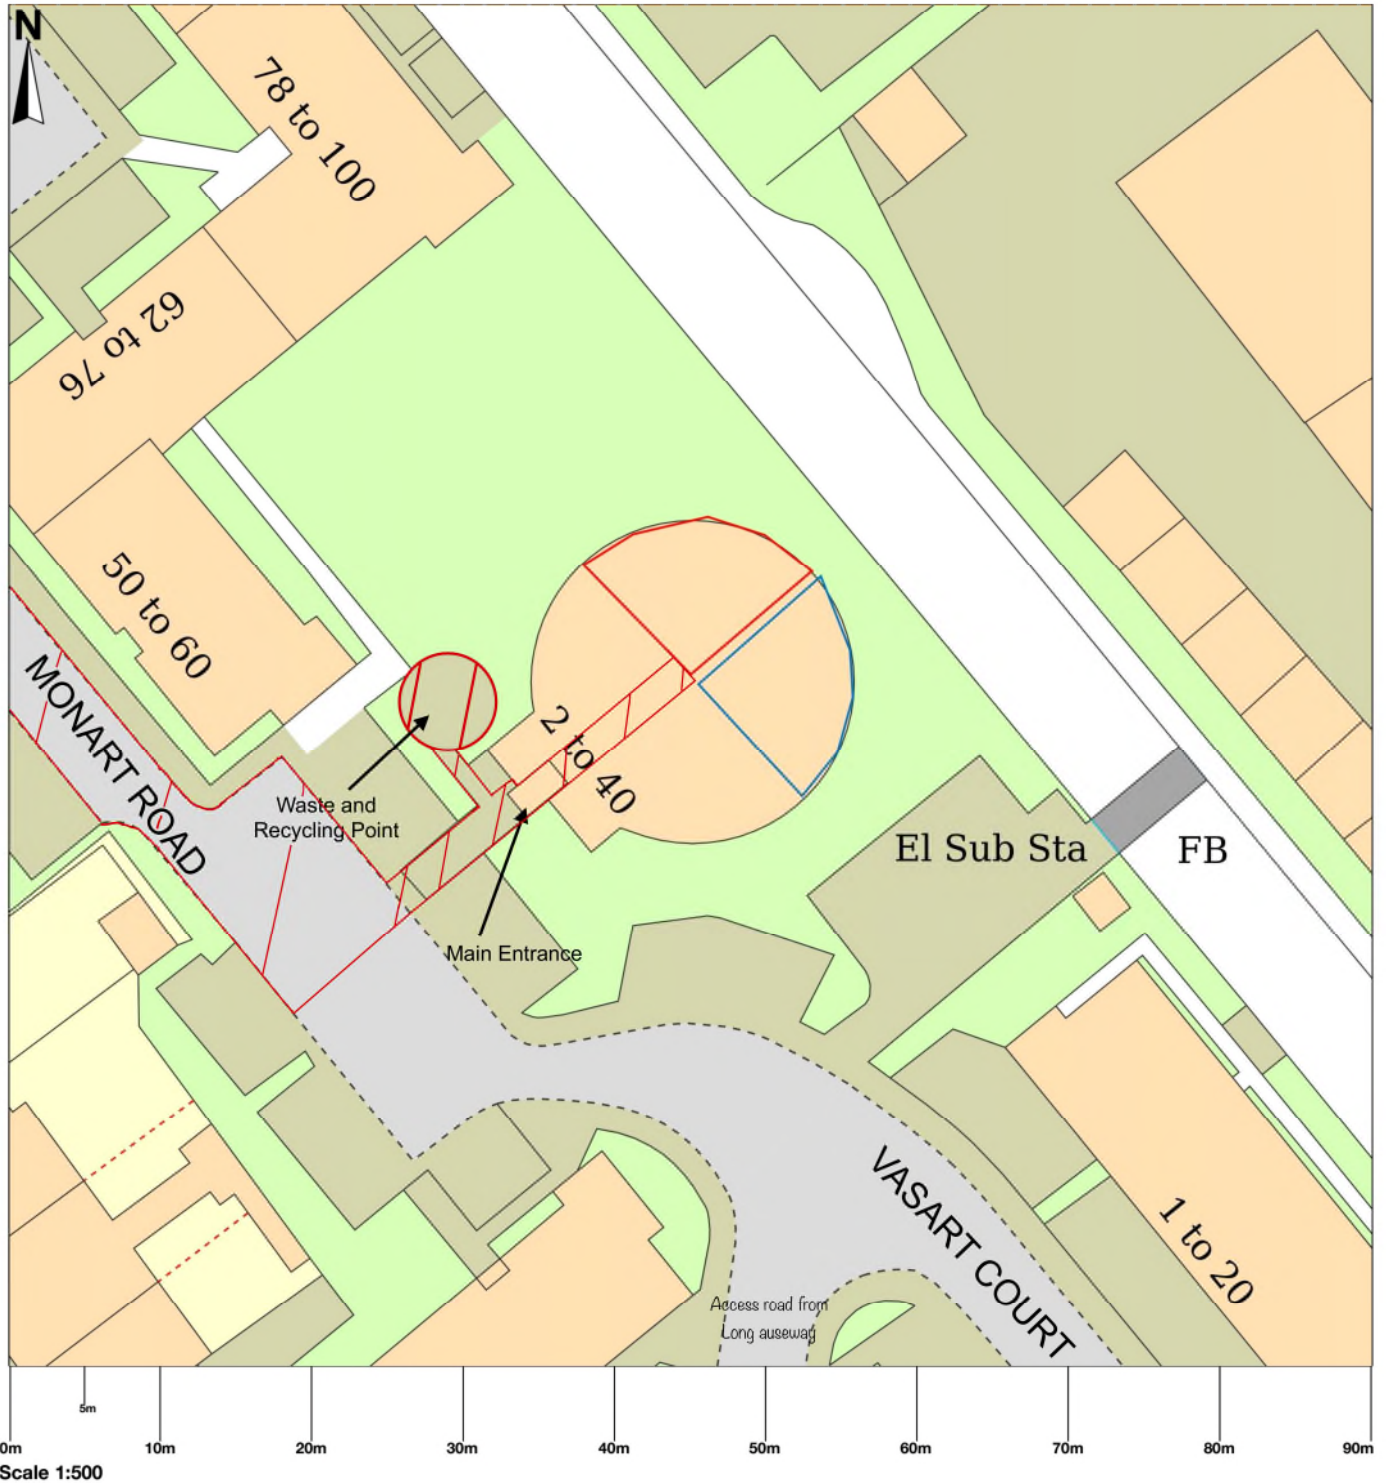 N
78 to 100
62 to 76
50 to 60
MONART ROAD
2 to 40
Waste and
Recycling Point
Main Entrance
El Sub Sta
FB
VASART COURT
1 to 20
Access road from
Long auseway
5m
0m 10m 20m 30m 40m 50m 60m 70m 80m 90m
Scale 1:500